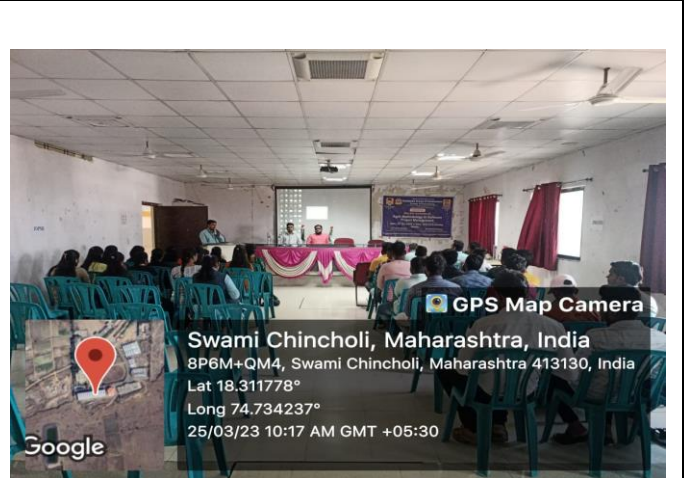 GPS Map Camera
Swami Chincholi, Maharashtra, India
8P6M+QM4, Swami Chincholi, Maharashtra 413130, India
Lat 18.311778°
Long 74.734237°
25/03/23 10:17 AM GMT +05:30
Google